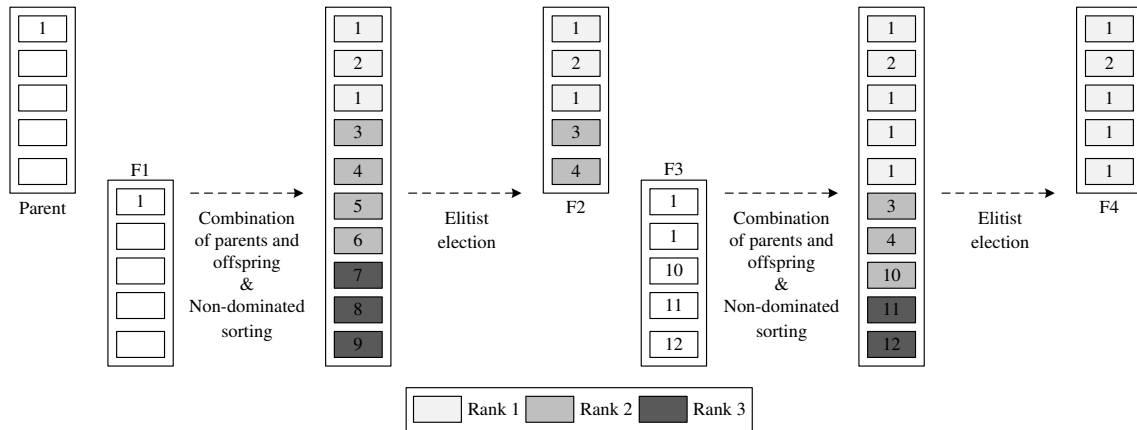 1
Parent
F1
1
Combination
of parents and
offspring
&
Non-dominated
sorting
1
2
1
3
4
5
6
7
8
9
Elitist
election
1
2
1
3
4
F2
F3
1
1
10
11
12
Combination
of parents and
offspring
&
Non-dominated
sorting
1
2
1
1
1
3
4
10
11
12
Elitist
election
1
2
1
1
1
F4
Rank 1 Rank 2 Rank 3